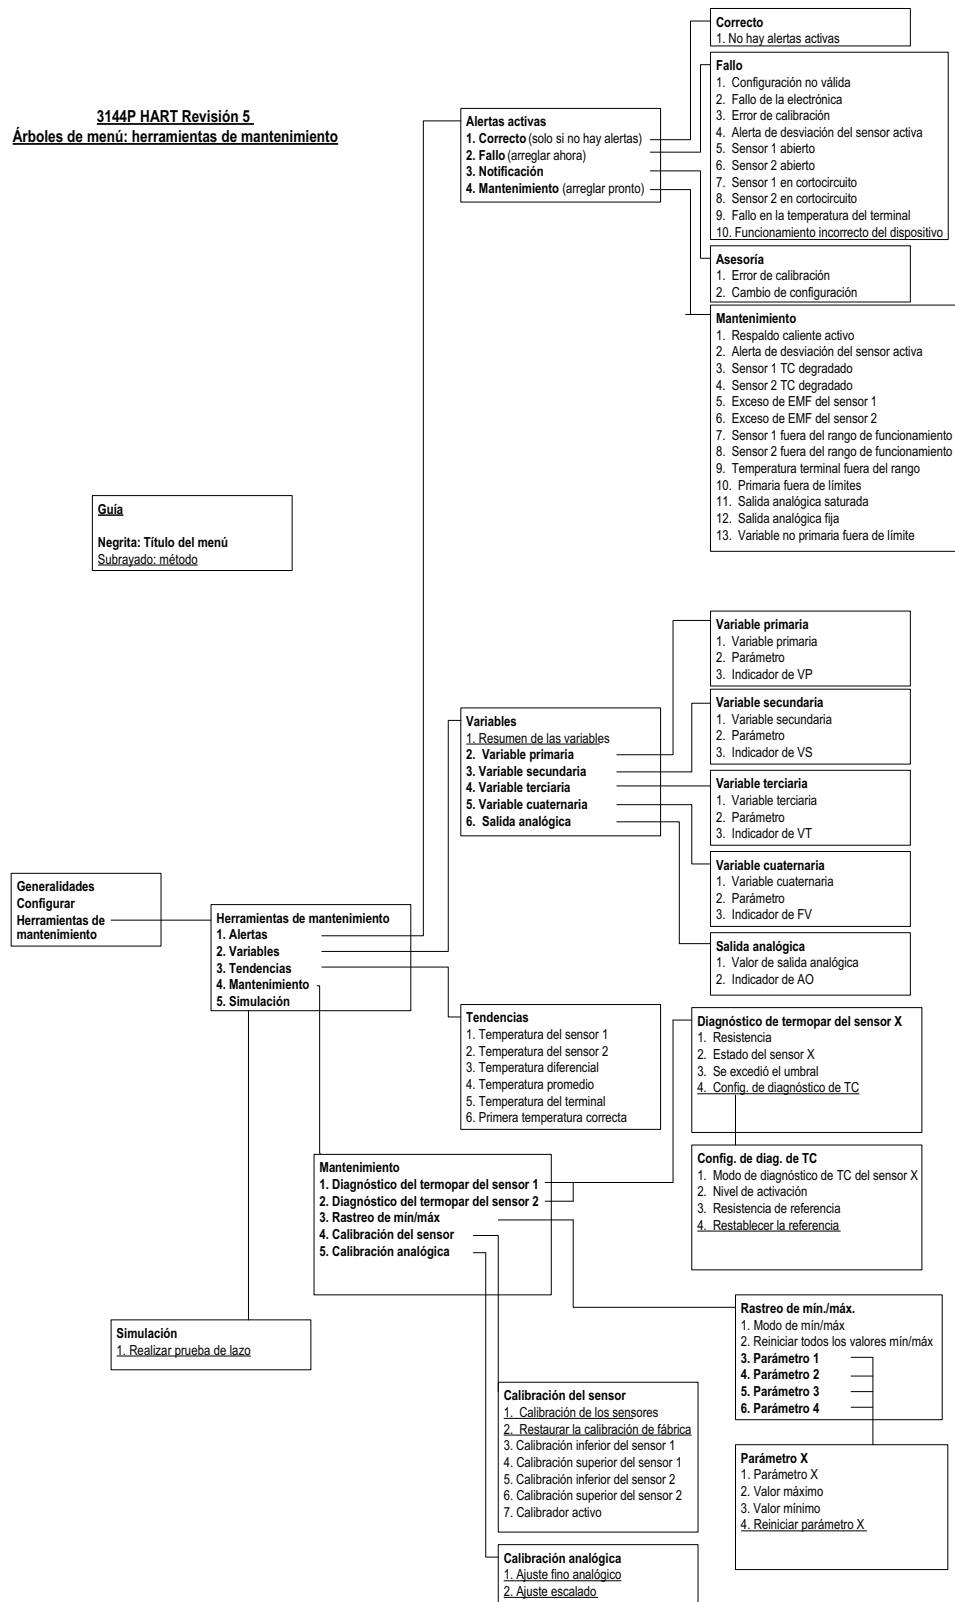 3144P HART Revisión 5
Árboles de menú: herramientas de mantenimiento
Correcto
1. No hay alertas activas
Fallo
1. Configuración no válida
2. Fallo de la electrónica
3. Error de calibración
4. Alerta de desviación del sensor activa
5. Sensor 1 abierto
6. Sensor 2 abierto
7. Sensor 1 en cortocircuito
8. Sensor 2 en cortocircuito
9. Fallo en la temperatura del terminal
10. Funcionamiento incorrecto del dispositivo
Alertas activas
1. Correcto (solo si no hay alertas)
2. Fallo (arreglar ahora)
3. Notificación
4. Mantenimiento (arreglar pronto)
Asesoría
1. Error de calibración
2. Cambio de configuración
Mantenimiento
1. Respaldo caliente activo
2. Alerta de desviación del sensor activa
3. Sensor 1 TC degradado
4. Sensor 2 TC degradado
5. Exceso de EMF del sensor 1
6. Exceso de EMF del sensor 2
7. Sensor 1 fuera del rango de funcionamiento
8. Sensor 2 fuera del rango de funcionamiento
9. Temperatura terminal fuera del rango
10. Primaria fuera de límites
11. Salida analógica saturada
12. Salida analógica fija
13. Variable no primaria fuera de límite
Guía
Negrita: Título del menú
Subrayado: método
Variable primaria
1. Variable primaria
2. Parámetro
3. Indicador de VP
Variable secundaria
1. Variable secundaria
2. Parámetro
3. Indicador de VS
Variables
1. Resumen de las variables
2. Variable primaria
3. Variable secundaria
4. Variable terciaria
5. Variable cuaternaria
6. Salida analógica
Variable terciaria
1. Variable terciaria
2. Parámetro
3. Indicador de VT
Variable cuaternaria
1. Variable cuaternaria
2. Parámetro
3. Indicador de FV
Salida analógica
1. Valor de salida analógica
2. Indicador de AO
Generalidades
Configurar
Herramientas de
mantenimiento
Herramientas de mantenimiento
1. Alertas
2. Variables
3. Tendencias
4. Mantenimiento
5. Simulación
Tendencias
1. Temperatura del sensor 1
2. Temperatura del sensor 2
3. Temperatura diferencial
4. Temperatura promedio
5. Temperatura del terminal
6. Primera temperatura correcta
Diagnóstico de termopar del sensor X
1. Resistencia
2. Estado del sensor X
3. Se excedió el umbral
4. Config. de diagnóstico de TC
Config. de diag. de TC
1. Modo de diagnóstico de TC del sensor X
2. Nivel de activación
3. Resistencia de referencia
4. Restablecer la referencia
Mantenimiento
1. Diagnóstico del termopar del sensor 1
2. Diagnóstico del termopar del sensor 2
3. Rastreo de mín/máx
4. Calibración del sensor
5. Calibración analógica
Rastreo de mín./máx.
1. Modo de mín/máx
2. Reiniciar todos los valores mín/máx
3. Parámetro 1
4. Parámetro 2
5. Parámetro 3
6. Parámetro 4
Simulación
1. Realizar prueba de lazo
Calibración del sensor
1. Calibración de los sensores
2. Restaurar la calibración de fábrica
3. Calibración inferior del sensor 1
4. Calibración superior del sensor 1
5. Calibración inferior del sensor 2
6. Calibración superior del sensor 2
7. Calibrador activo
Parámetro X
1. Parámetro X
2. Valor máximo
3. Valor mínimo
4. Reiniciar parámetro X
Calibración analógica
1. Ajuste fino analógico
2. Ajuste escalado